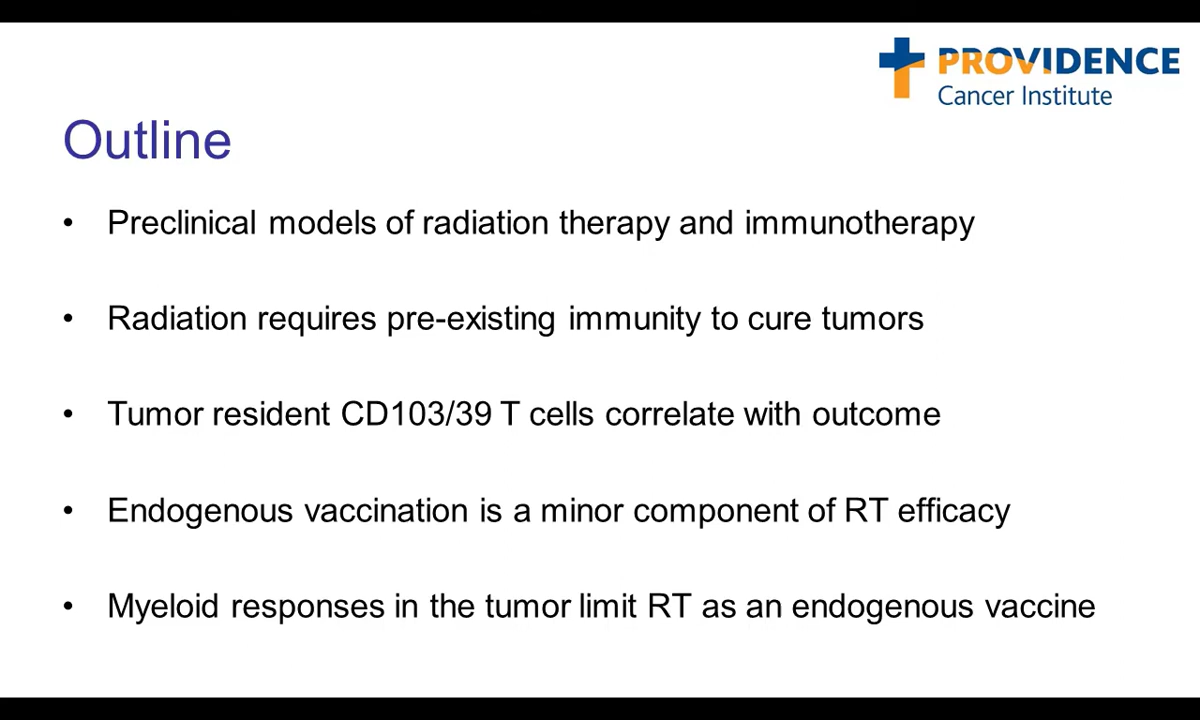 PROVIDENCE
Cancer Institute
Outline
• Preclinical models of radiation therapy and immunotherapy
• Radiation requires pre-existing immunity to cure tumors
• Tumor resident CD103/39 T cells correlate with outcome
• Endogenous vaccination is a minor component of RT efficacy
• Myeloid responses in the tumor limit RT as an endogenous vaccine